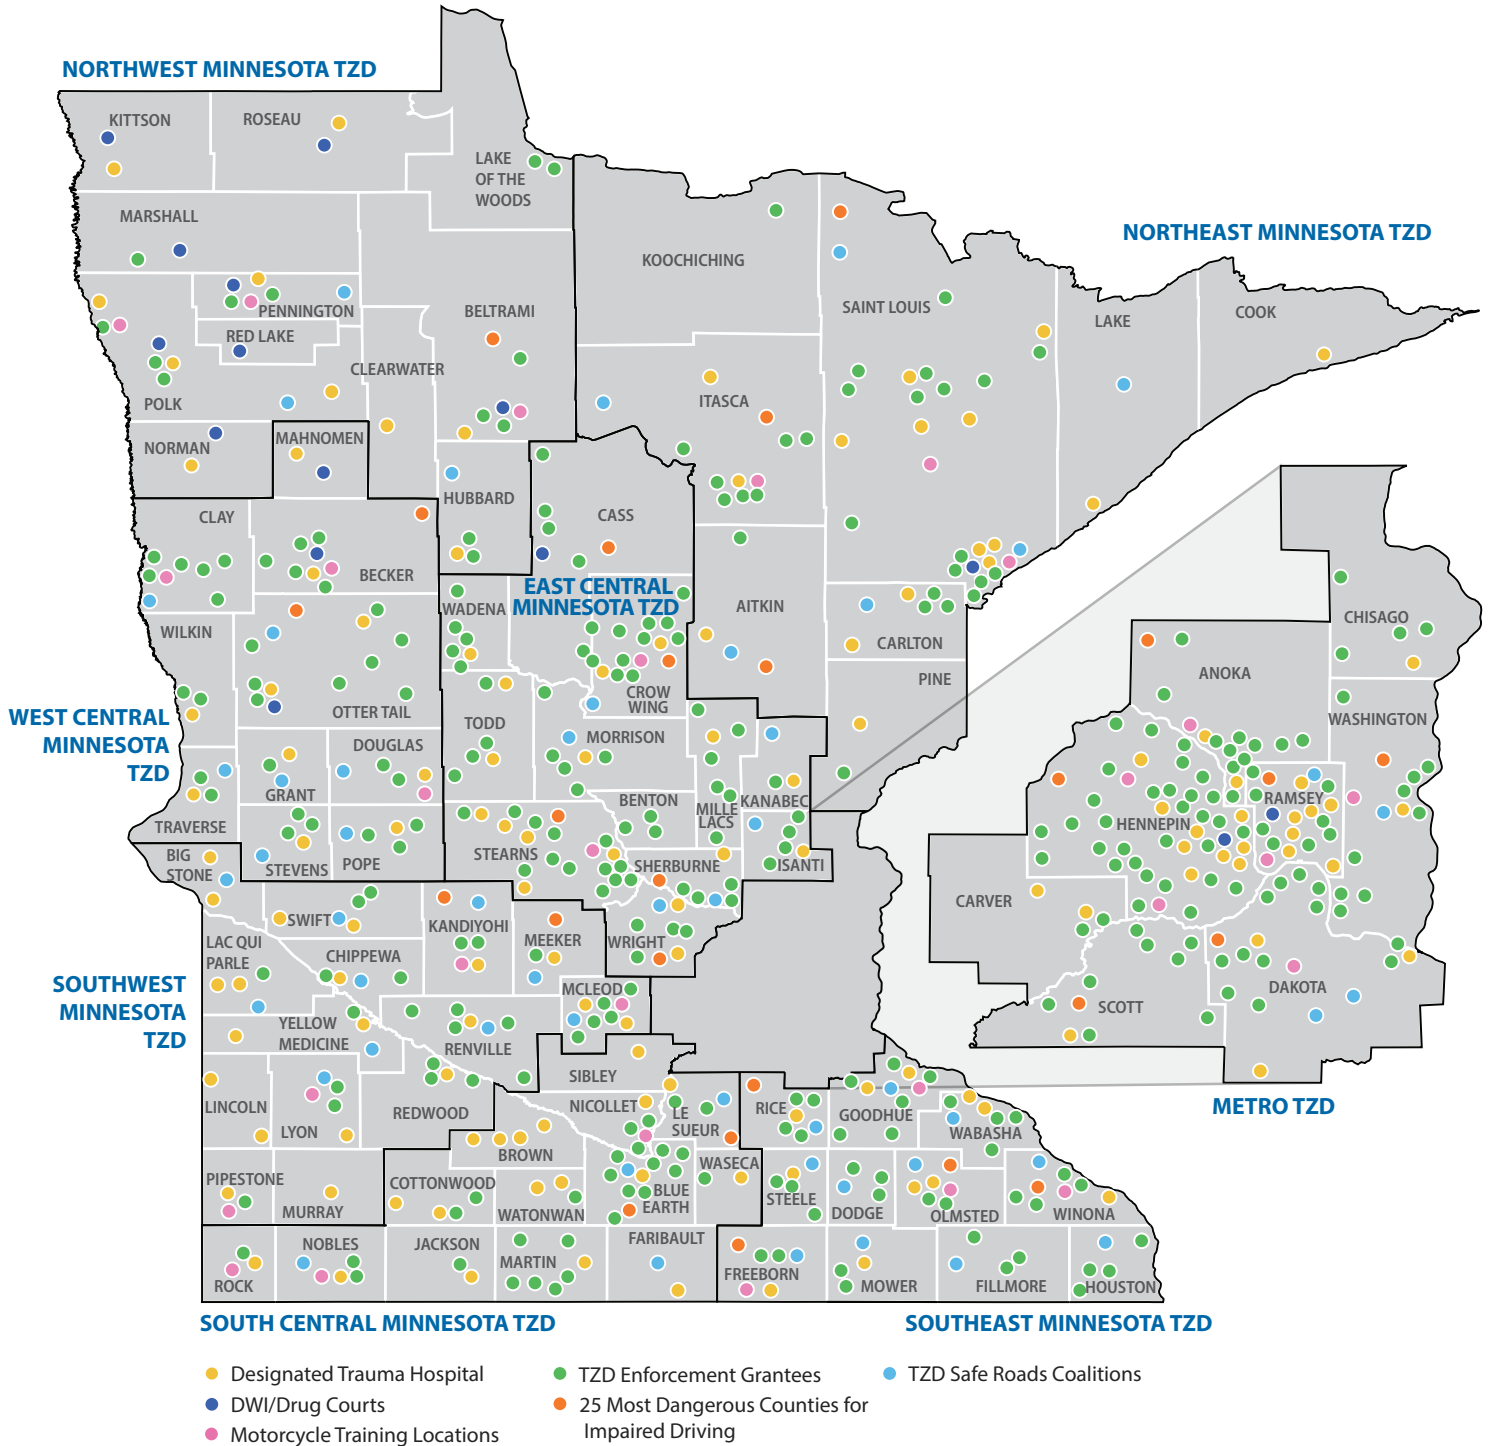 NORTHWEST MINNESOTA TZD
KITTSON
ROSEAU
LAKE
OF THE
WOODS
MARSHALL
NORTHEAST MINNESOTA TZD
KOOCHICHING
PENNINGTON
BELTRAMI
SAINT LOUIS
LAKE
COOK
RED LAKE
CLEARWATER
POLK
ITASCA
NORMAN
MAHNOMEN
HUBBARD
CLAY
CASS
BECKER
EAST CENTRAL
MINNESOTA TZD
WADENA
AITKIN
CHISAGO
WILKIN
CARLTON
ANOKA
PINE
CROW
WING
OTTER TAIL
WEST CENTRAL
MINNESOTA
TZD
TODD
WASHINGTON
DOUGLAS
MORRISON
GRANT
BENTON
MILLE
LACS
KANABEC
RAMSEY
TRAVERSE
HENNEPIN
BIG
STONE
STEVENS
POPE
STEARNS
SHERBURNE
ISANTI
CARVER
SWIFT
KANDIYOHI
MEEKER
WRIGHT
LAC QUI
PARLE
CHIPPEWA
SOUTHWEST
MINNESOTA
TZD
MCLEOD
DAKOTA
SCOTT
YELLOW
MEDICINE
RENVILLE
SIBLEY
LINCOLN
LYON
REDWOOD
NICOLLET
LE
SUEUR
RICE
GOODHUE
WABASHA
METRO TZD
BROWN
PIPESTONE
MURRAY
COTTONWOOD
WATONWAN
BLUE
EARTH
WASECA
STEELE
DODGE
OLMSTED
WINONA
ROCK
NOBLES
JACKSON
MARTIN
FARIBAULT
FREEBORN
MOWER
FILLMORE
HOUSTON
SOUTH CENTRAL MINNESOTA TZD
SOUTHEAST MINNESOTA TZD
Designated Trauma Hospital
DWI/Drug Courts
Motorcycle Training Locations
TZD Enforcement Grantees
25 Most Dangerous Counties for
Impaired Driving
TZD Safe Roads Coalitions